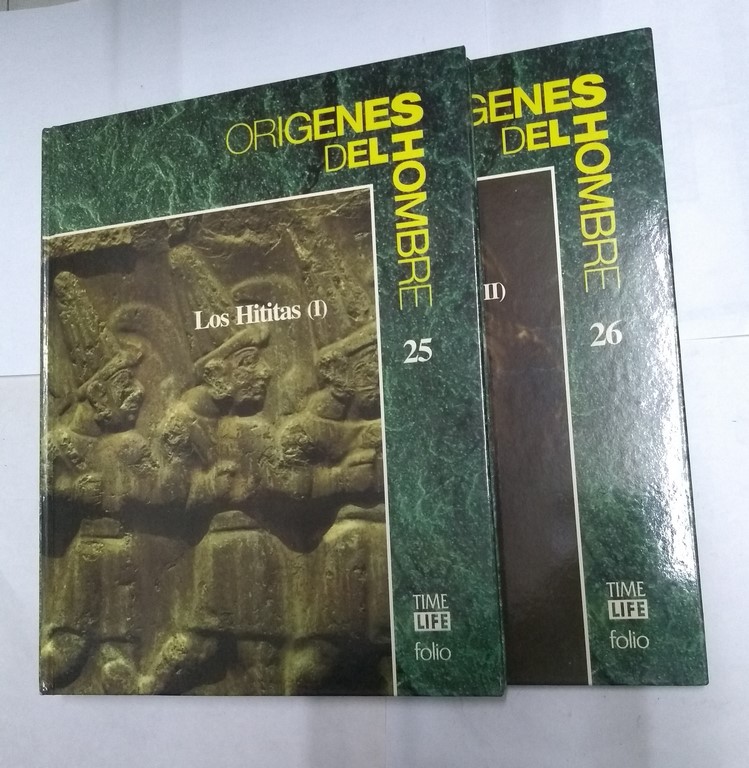 ORIGENES
DEL
HOMBRE
Los Hititas (I)
25
TIME
LIFE
folio
GENES
DEL
HOMBRE
II)
26
TIME
LIFE
folio